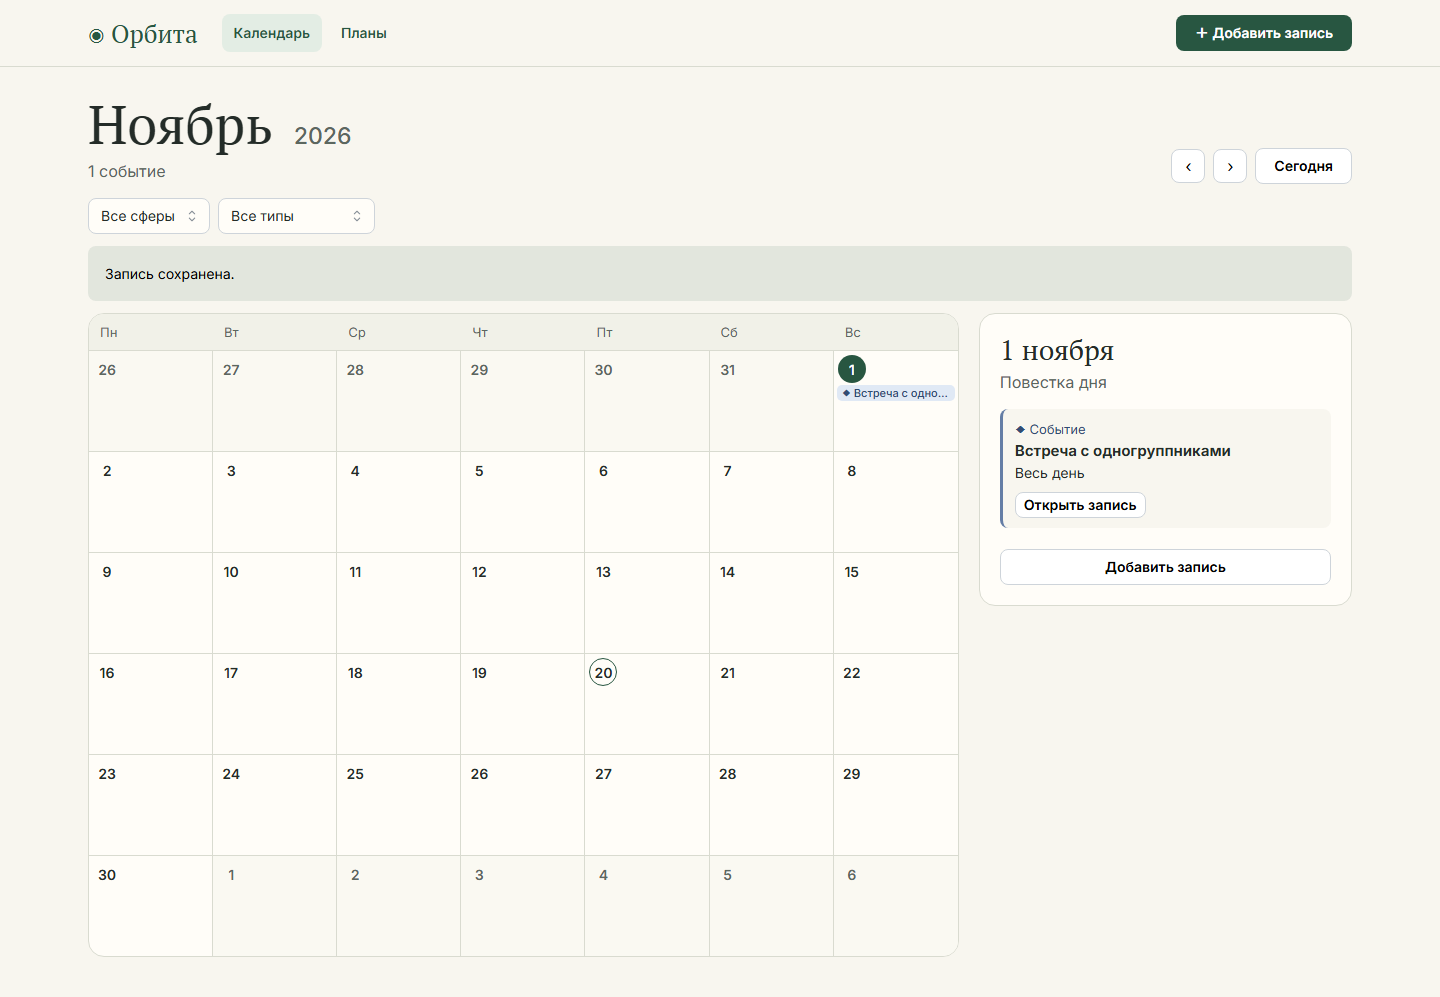 ◉ Орбита Календарь Планы + Добавить запись
Ноябрь 2026
1 событие
‹ › Сегодня
Все сферы Все типы
Запись сохранена.
Пн Вт Ср Чт Пт Сб Вс
26 27 28 29 30 31 1
◆ Встреча с одно...
2 3 4 5 6 7 8
9 10 11 12 13 14 15
16 17 18 19 20 21 22
23 24 25 26 27 28 29
30 1 2 3 4 5 6
1 ноября
Повестка дня
◆ Событие
Встреча с одногруппниками
Весь день
Открыть запись
Добавить запись